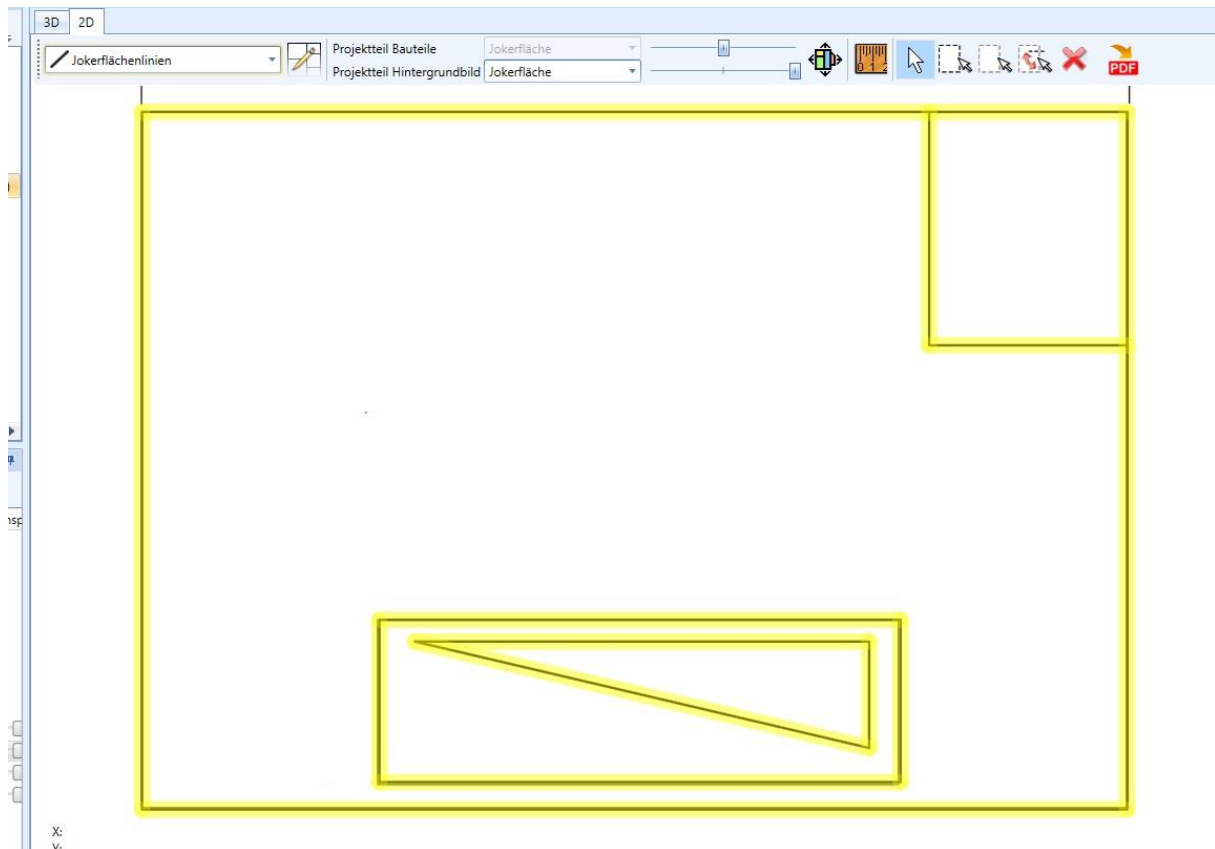 3D 2D
Jokerflächenlinien
Projektteil Bauteile Jokerfläche
Projektteil Hintergrundbild Jokerfläche
PDF
X:
Y: